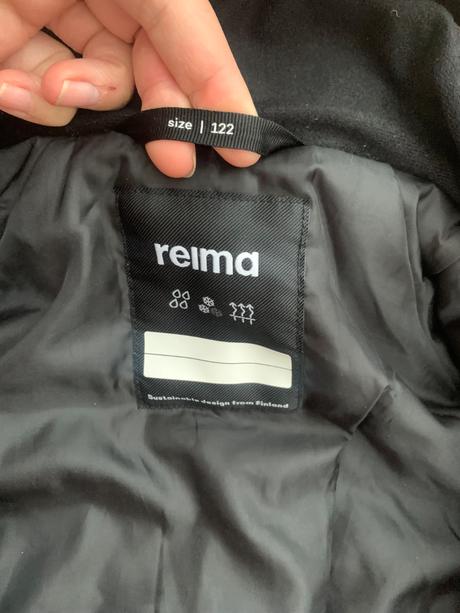 size | 122
reima
Sustainable design from Finland